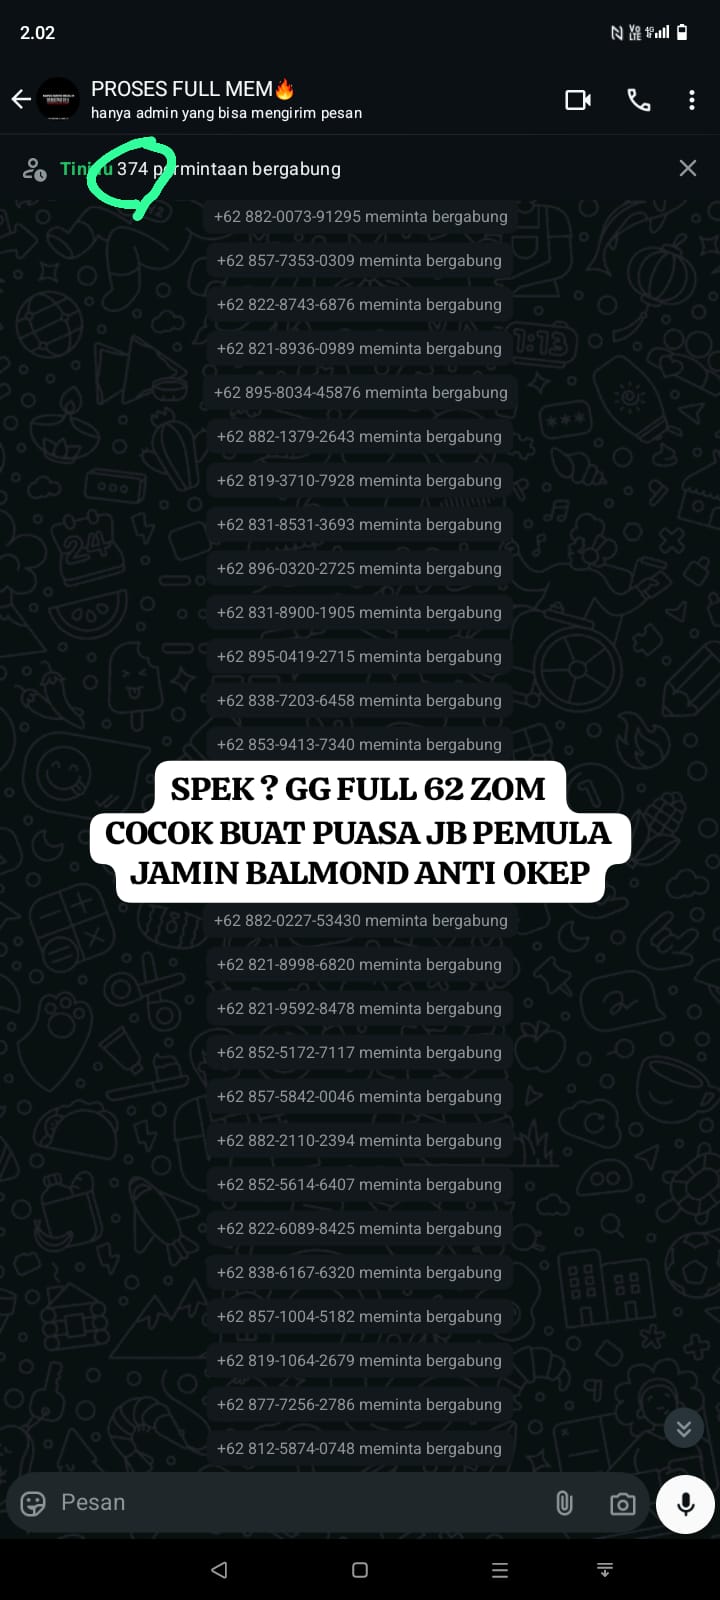 2.02
Vo LTE 4G
PROSES FULL MEM🔥
hanya admin yang bisa mengirim pesan
Tinjau 374 permintaan bergabung
+62 882-0073-91295 meminta bergabung
+62 857-7353-0309 meminta bergabung
+62 822-8743-6876 meminta bergabung
+62 821-8936-0989 meminta bergabung
+62 895-8034-45876 meminta bergabung
+62 882-1379-2643 meminta bergabung
+62 819-3710-7928 meminta bergabung
+62 831-8531-3693 meminta bergabung
+62 896-0320-2725 meminta bergabung
+62 831-8900-1905 meminta bergabung
+62 895-0419-2715 meminta bergabung
+62 838-7203-6458 meminta bergabung
+62 853-9413-7340 meminta bergabung
SPEK ? GG FULL 62 ZOM
COCOK BUAT PUASA JB PEMULA
JAMIN BALMOND ANTI OKEP
+62 882-0227-53430 meminta bergabung
+62 821-8998-6820 meminta bergabung
+62 821-9592-8478 meminta bergabung
+62 852-5172-7117 meminta bergabung
+62 857-5842-0046 meminta bergabung
+62 882-2110-2394 meminta bergabung
+62 852-5614-6407 meminta bergabung
+62 822-6089-8425 meminta bergabung
+62 838-6167-6320 meminta bergabung
+62 857-1004-5182 meminta bergabung
+62 819-1064-2679 meminta bergabung
+62 877-7256-2786 meminta bergabung
+62 812-5874-0748 meminta bergabung
Pesan